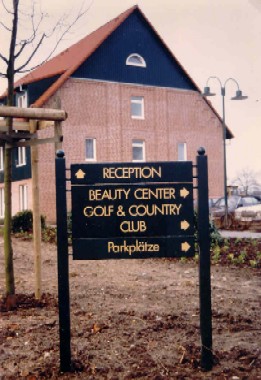 RECEPTION
BEAUTY CENTER
GOLF & COUNTRY
CLUB
Parkplätze